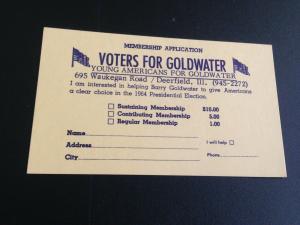 MEMBERSHIP APPLICATION
VOTERS FOR GOLDWATER
YOUNG AMERICANS FOR GOLDWATER
695 Waukegan Road / Deerfield, Ill. (945-2272)
I am interested in helping Barry Goldwater to give Americans
a clear choice in the 1964 Presidential Election.
Sustaining Membership $10.00
Contributing Membership 5.00
Regular Membership 1.00
Name
Address I will help
City Phone